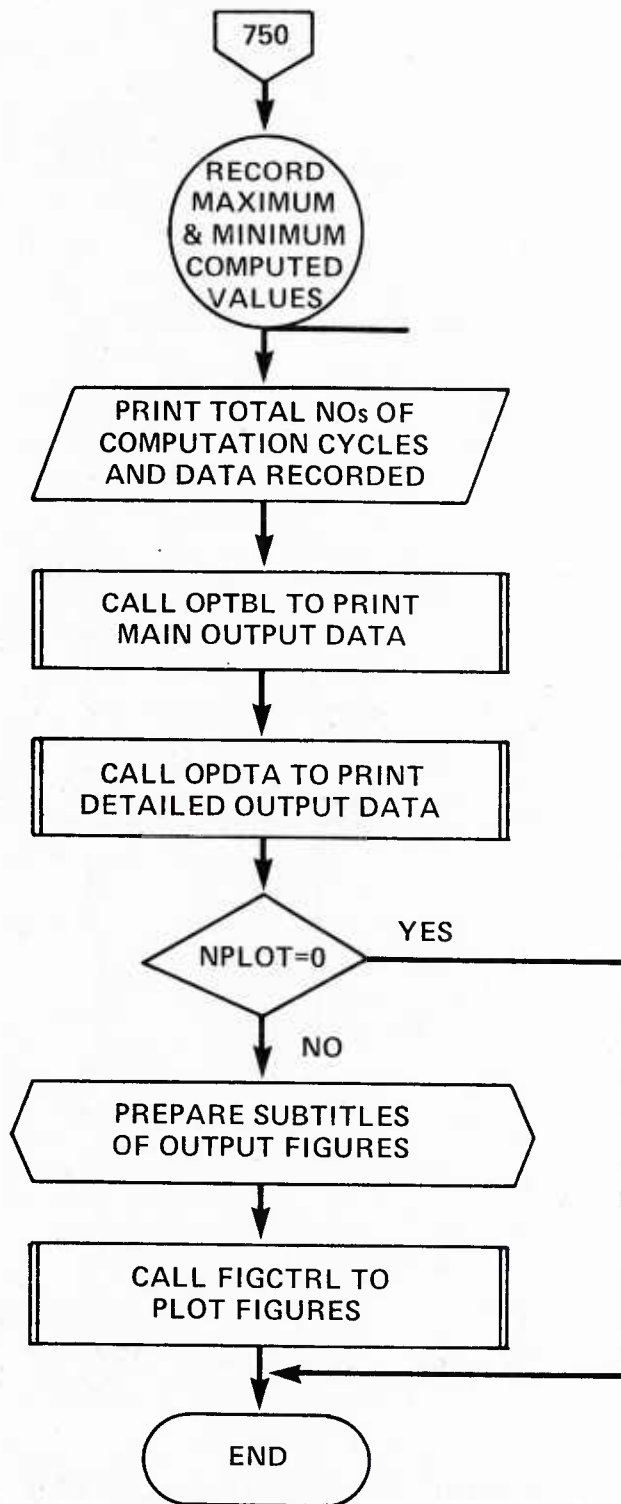 750
RECORD
MAXIMUM
& MINIMUM
COMPUTED
VALUES
PRINT TOTAL NOs OF
COMPUTATION CYCLES
AND DATA RECORDED
CALL OPTBL TO PRINT
MAIN OUTPUT DATA
CALL OPDTA TO PRINT
DETAILED OUTPUT DATA
NPLOT=0
YES
NO
PREPARE SUBTITLES
OF OUTPUT FIGURES
CALL FIGCTRL TO
PLOT FIGURES
END